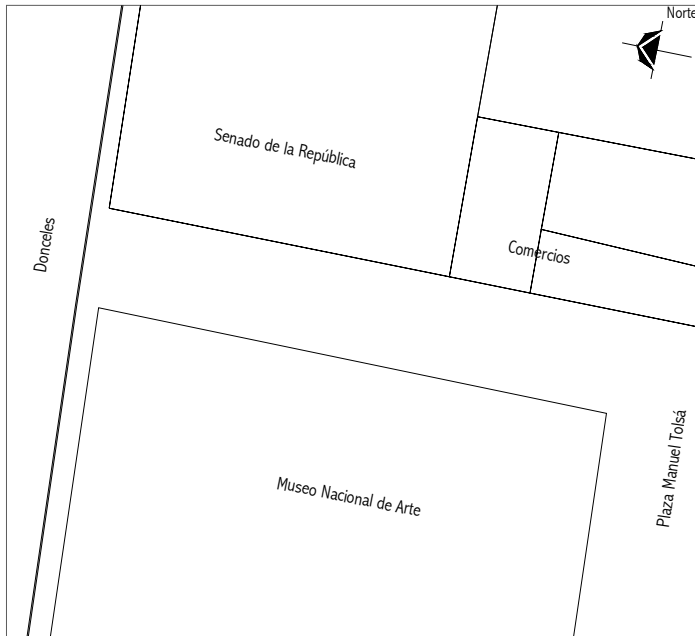 Norte
Senado de la República
Donceles
Comercios
Plaza Manuel Tolsá
Museo Nacional de Arte